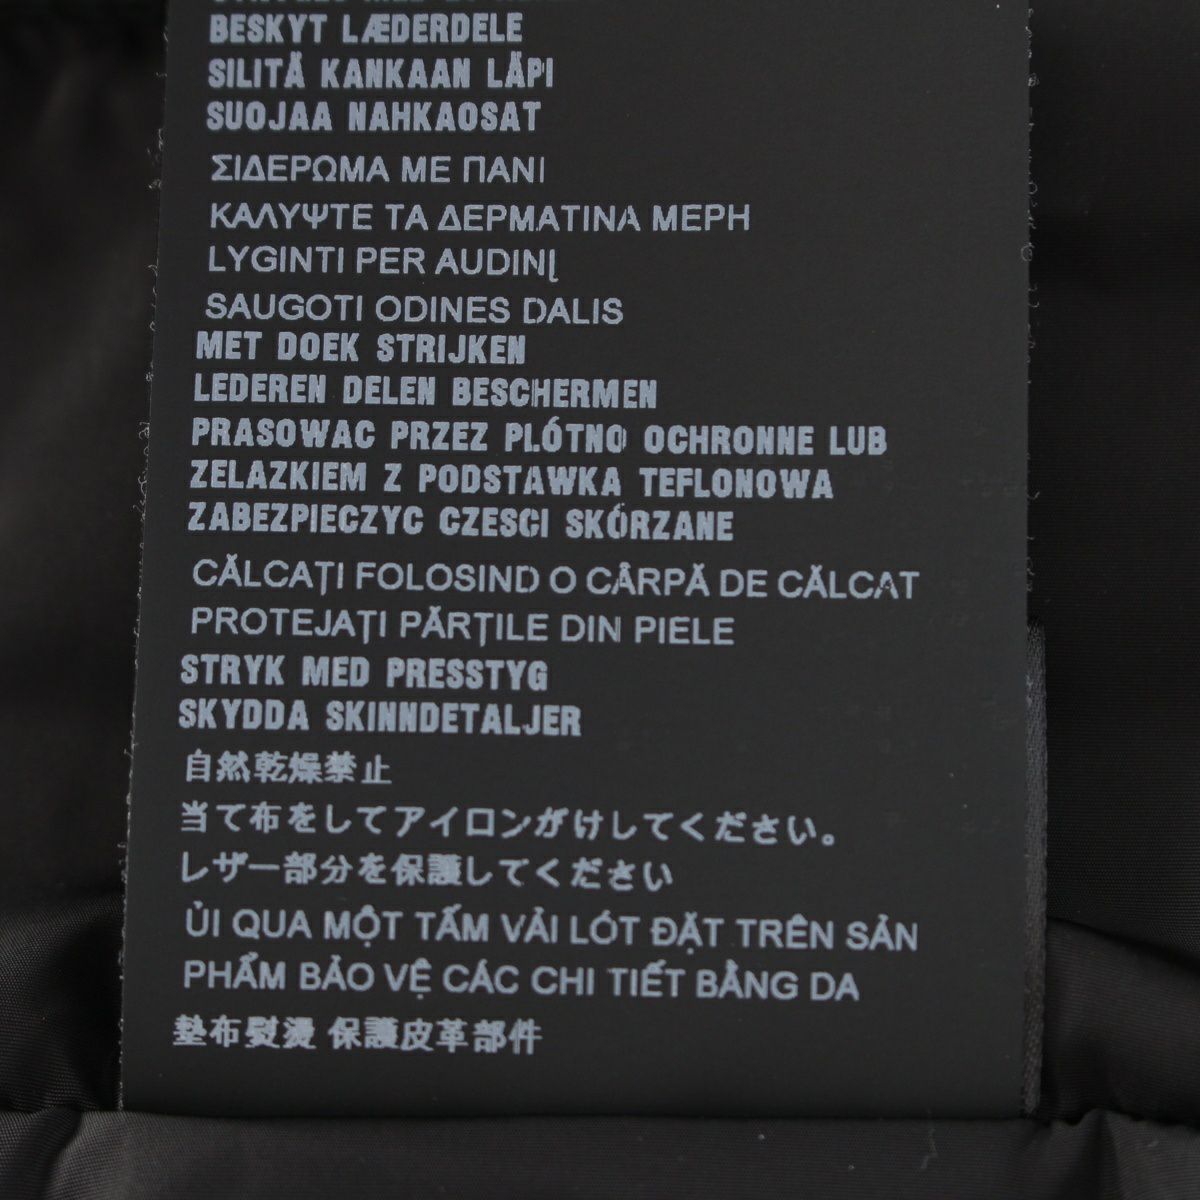 BESKYT LÆDERDELE
SILITÄ KANKAAN LÄPI
SUOJAA NAHKAOSAT
ΣΙΔΕΡΩΜΑ ΜΕ ΠΑΝΙ
ΚΑΛΥΨΤΕ ΤΑ ΔΕΡΜΑΤΙΝΑ ΜΕΡΗ
LYGINTI PER AUDINĮ
SAUGOTI ODINES DALIS
MET DOEK STRIJKEN
LEDEREN DELEN BESCHERMEN
PRASOWAC PRZEZ PLÓTNO OCHRONNE LUB
ZELAZKIEM Z PODSTAWKA TEFLONOWA
ZABEZPIECZYC CZESCI SKÓRZANE
CĂLCAȚI FOLOSIND O CÂRPĂ DE CĂLCAT
PROTEJAȚI PĂRȚILE DIN PIELE
STRYK MED PRESSTYG
SKYDDA SKINNDETALJER
自然乾燥禁止
当て布をしてアイロンがけしてください。
レザー部分を保護してください
ỦI QUA MỘT TẤM VẢI LÓT ĐẶT TRÊN SẢN
PHẨM BẢO VỆ CÁC CHI TIẾT BẰNG DA
墊布熨燙 保護皮革部件